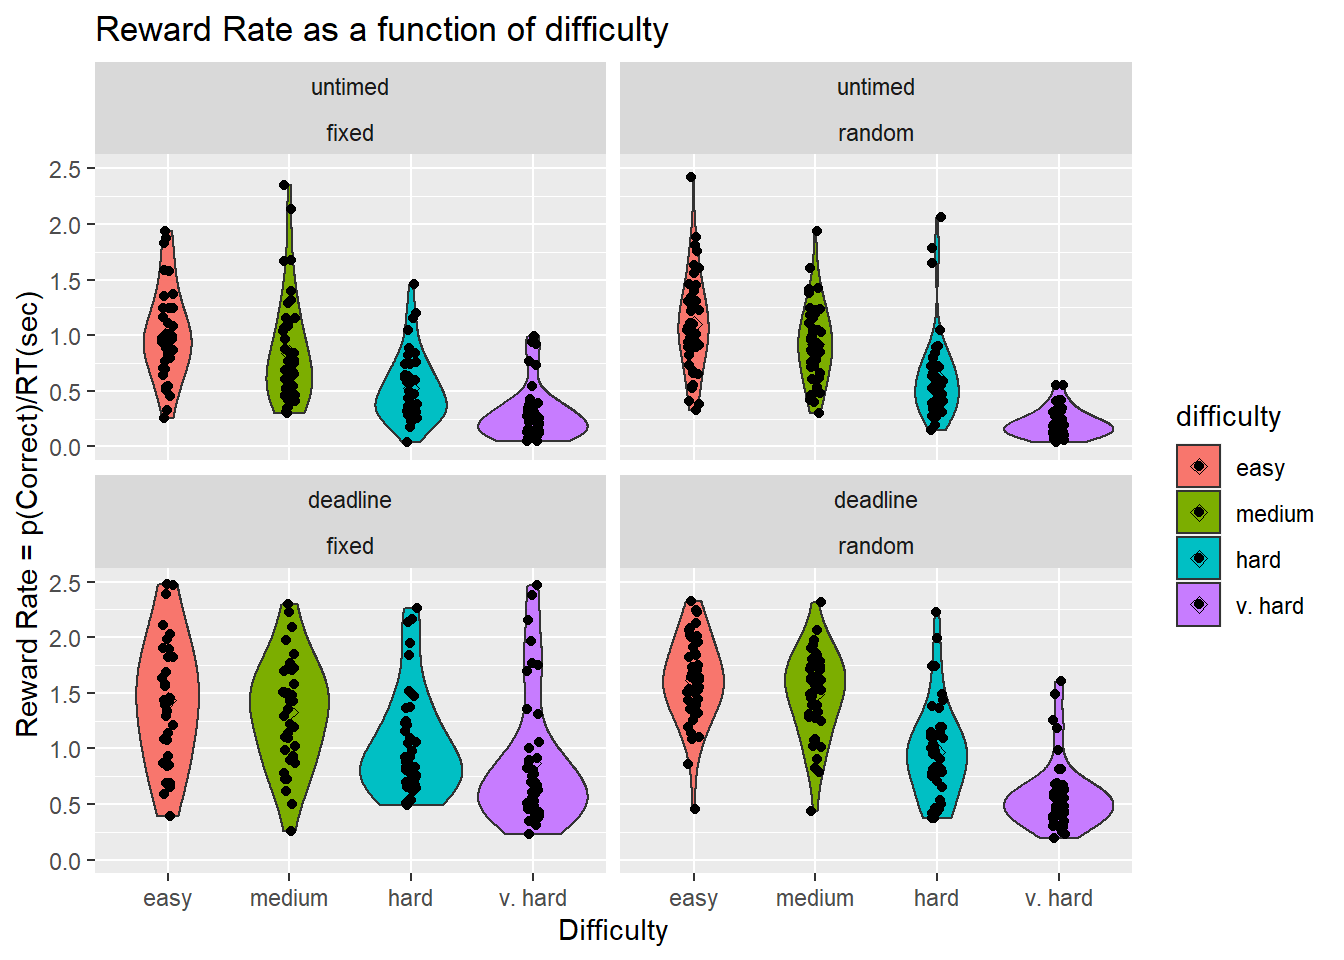 Reward Rate as a function of difficulty
untimed
fixed
untimed
random
2.5
2.0
1.5
1.0
0.5
0.0
deadline
fixed
deadline
random
2.5
2.0
1.5
1.0
0.5
0.0
easy medium hard v. hard
easy medium hard v. hard
Difficulty
Reward Rate = p(Correct)/RT(sec)
difficulty
easy
medium
hard
v. hard